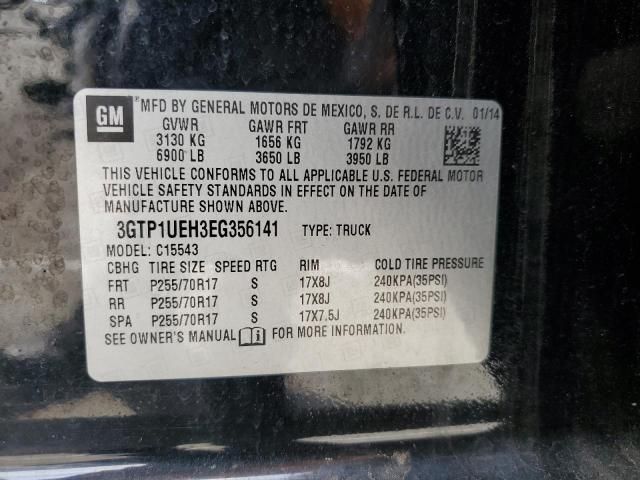 GM ® MFD BY GENERAL MOTORS DE MEXICO, S. DE R.L. DE C.V. 01/14
GVWR GAWR FRT GAWR RR
3130 KG 1656 KG 1792 KG
6900 LB 3650 LB 3950 LB
THIS VEHICLE CONFORMS TO ALL APPLICABLE U.S. FEDERAL MOTOR
VEHICLE SAFETY STANDARDS IN EFFECT ON THE DATE OF
MANUFACTURE SHOWN ABOVE.
3GTP1UEH3EG356141 TYPE: TRUCK
MODEL: C15543
CBHG TIRE SIZE SPEED RTG RIM COLD TIRE PRESSURE
FRT P255/70R17 S 17X8J 240KPA(35PSI)
RR P255/70R17 S 17X8J 240KPA(35PSI)
SPA P255/70R17 S 17X7.5J 240KPA(35PSI)
SEE OWNER'S MANUAL FOR MORE INFORMATION.